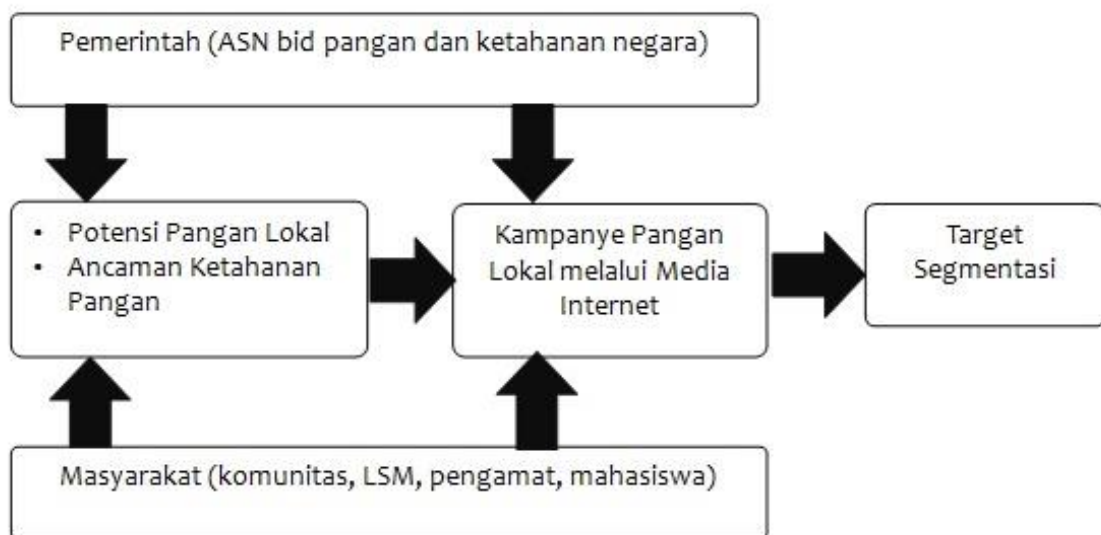 Pemerintah (ASN bid pangan dan ketahanan negara)
• Potensi Pangan Lokal
• Ancaman Ketahanan
Pangan
Kampanye Pangan
Lokal melalui Media
Internet
Target
Segmentasi
Masyarakat (komunitas, LSM, pengamat, mahasiswa)